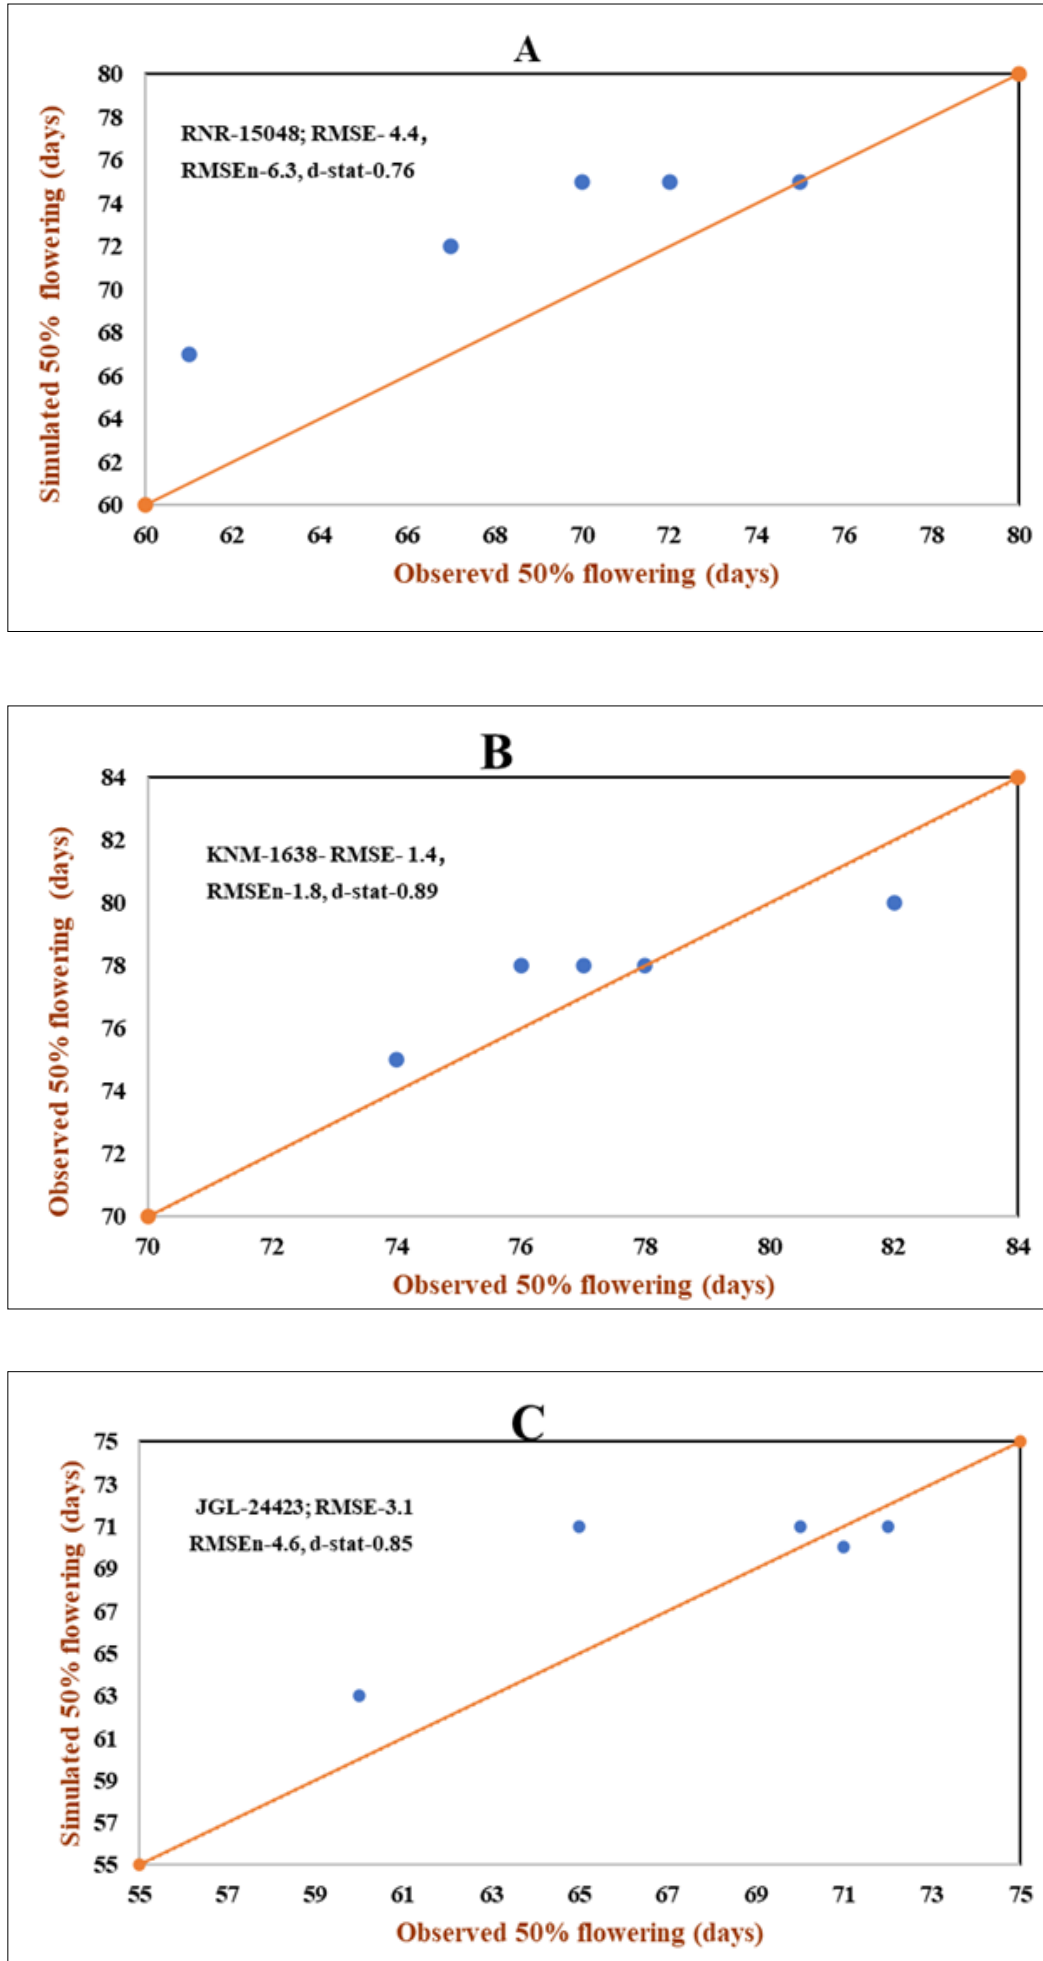 A
80
78
76
74
72
70
68
66
64
62
60
Simulated 50% flowering (days)
RNR-15048; RMSE- 4.4,
RMSEn-6.3, d-stat-0.76
60 62 64 66 68 70 72 74 76 78 80
Obserevd 50% flowering (days)
B
84
82
80
78
76
74
72
70
Observed 50% flowering (days)
KNM-1638- RMSE- 1.4,
RMSEn-1.8, d-stat-0.89
70 72 74 76 78 80 82 84
Observed 50% flowering (days)
C
75
73
71
69
67
65
63
61
59
57
55
Simulated 50% flowering (days)
JGL-24423; RMSE-3.1
RMSEn-4.6, d-stat-0.85
55 57 59 61 63 65 67 69 71 73 75
Observed 50% flowering (days)